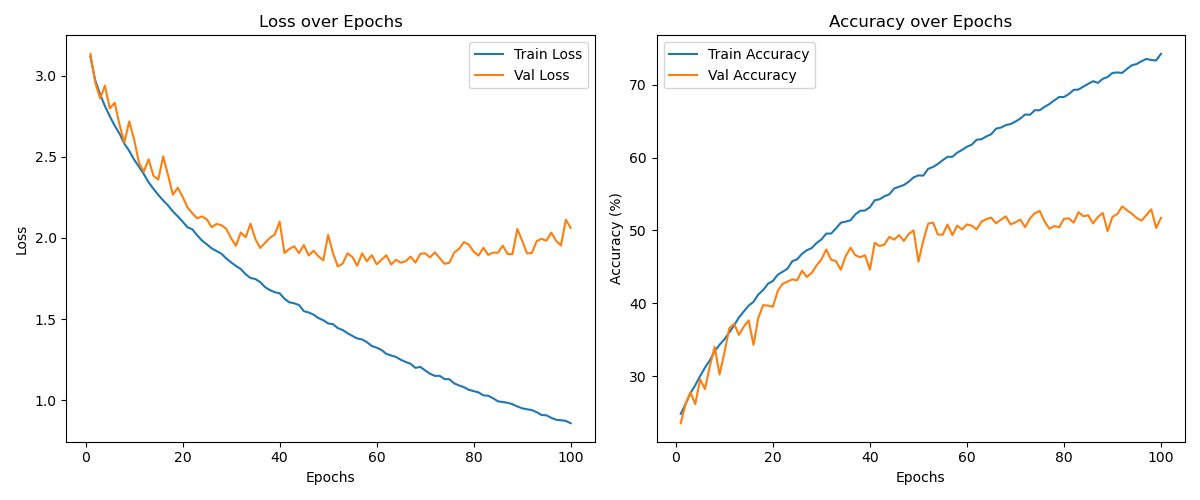 Loss over Epochs
Train Loss
Val Loss
3.0
2.5
2.0
1.5
1.0
Loss
0
20
40
60
80
100
Epochs
Accuracy over Epochs
Train Accuracy
Val Accuracy
70
60
50
40
30
Accuracy (%)
0
20
40
60
80
100
Epochs